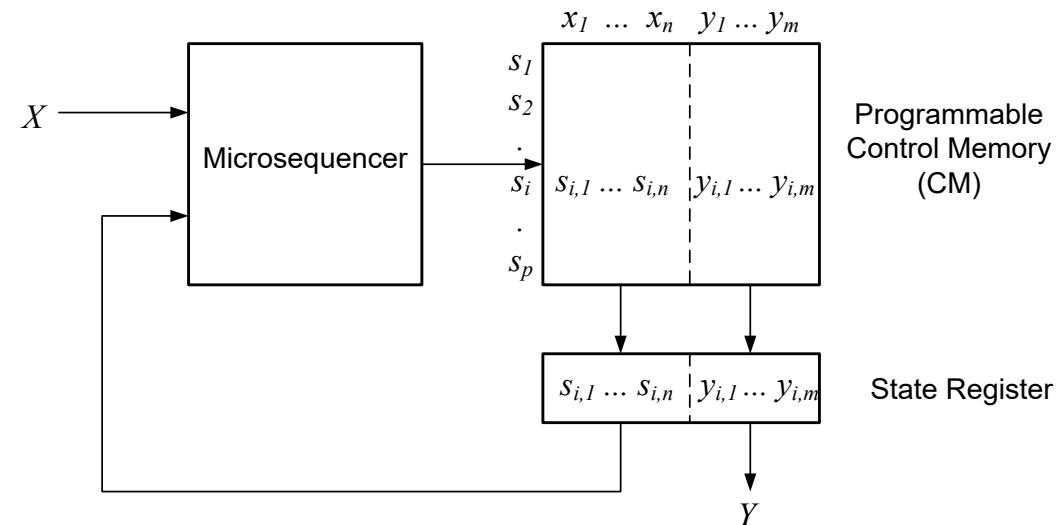 x₁ ... xₙ y₁ ... yₘ
s₁
s₂
.
sᵢ
.
sₚ
X
Microsequencer
sᵢ,₁ ... sᵢ,ₙ yᵢ,₁ ... yᵢ,ₘ
Programmable
Control Memory
(CM)
sᵢ,₁ ... sᵢ,ₙ yᵢ,₁ ... yᵢ,ₘ
State Register
Y